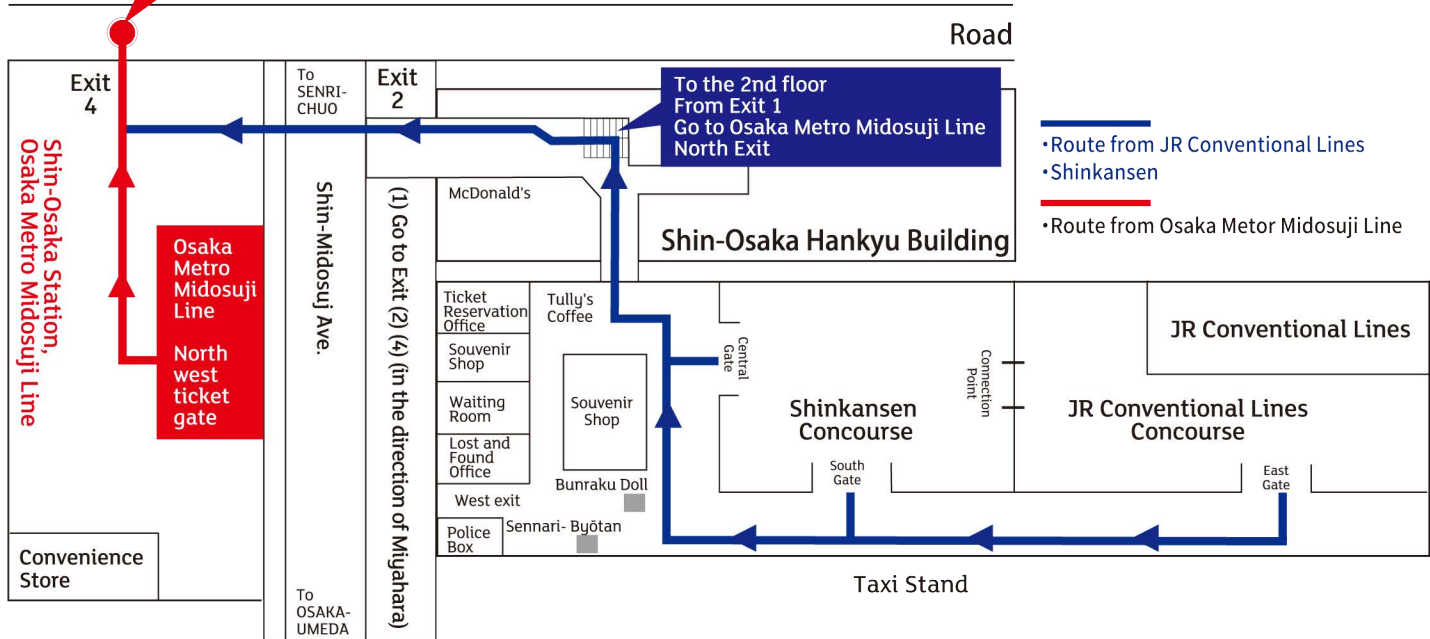 Road
Exit
4
To
SENRI-
CHUO
Exit
2
To the 2nd floor
From Exit 1
Go to Osaka Metro Midosuji Line
North Exit
•Route from JR Conventional Lines
•Shinkansen
•Route from Osaka Metor Midosuji Line
Shin-Osaka Station,
Osaka Metro Midosuji Line
Osaka
Metro
Midosuji
Line
North
west
ticket
gate
Shin-Midosuj Ave.
(1) Go to Exit (2) (4) (in the direction of Miyahara)
McDonald's
Shin-Osaka Hankyu Building
Ticket
Reservation
Office
Tully's
Coffee
Souvenir
Shop
Waiting
Room
Souvenir
Shop
Lost and
Found
Office
West exit
Bunraku Doll
Police
Box
Sennari- Byōtan
Central
Gate
Shinkansen
Concourse
South
Gate
Connection
Point
JR Conventional Lines
JR Conventional Lines
Concourse
East
Gate
Convenience
Store
To
OSAKA-
UMEDA
Taxi Stand